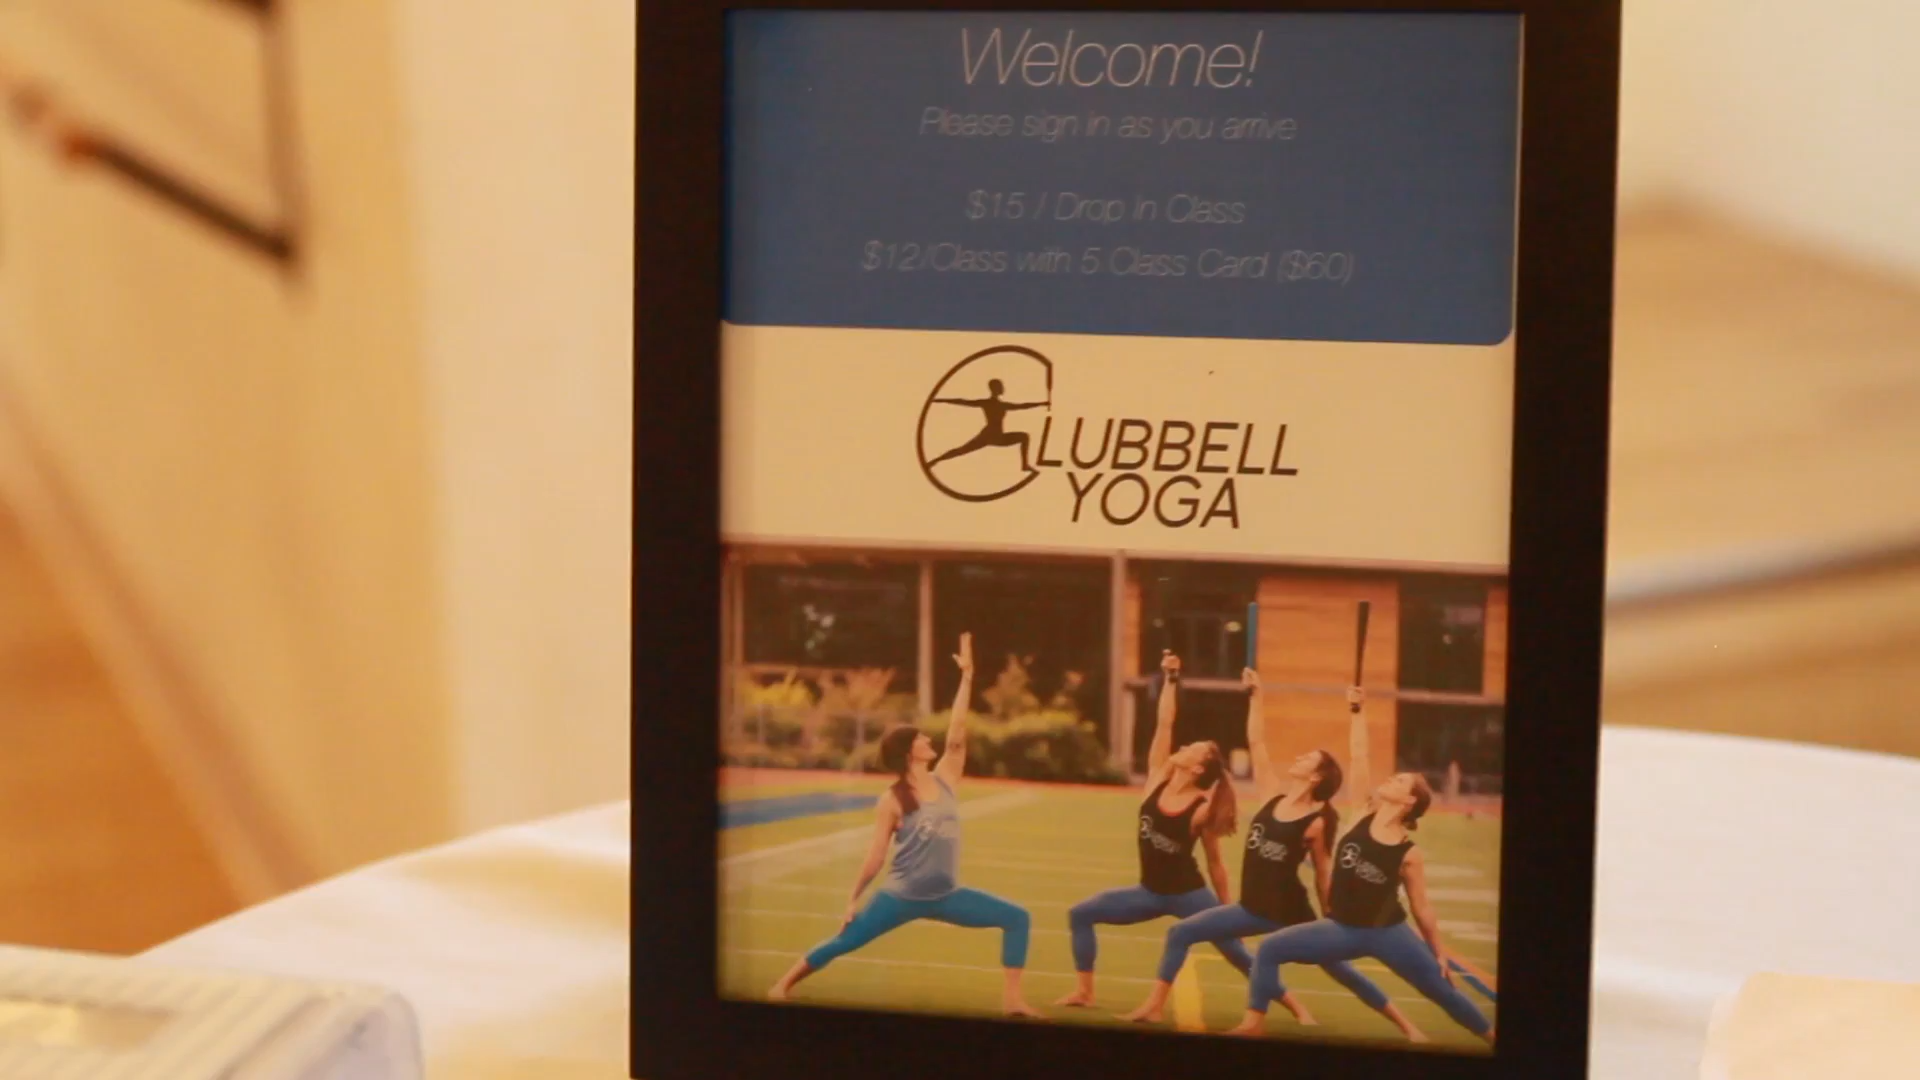 Welcome!
Please sign in as you arrive
$15 / Drop In Class
$12/Class with 5 Class Card ($60)
LUBBELL
YOGA